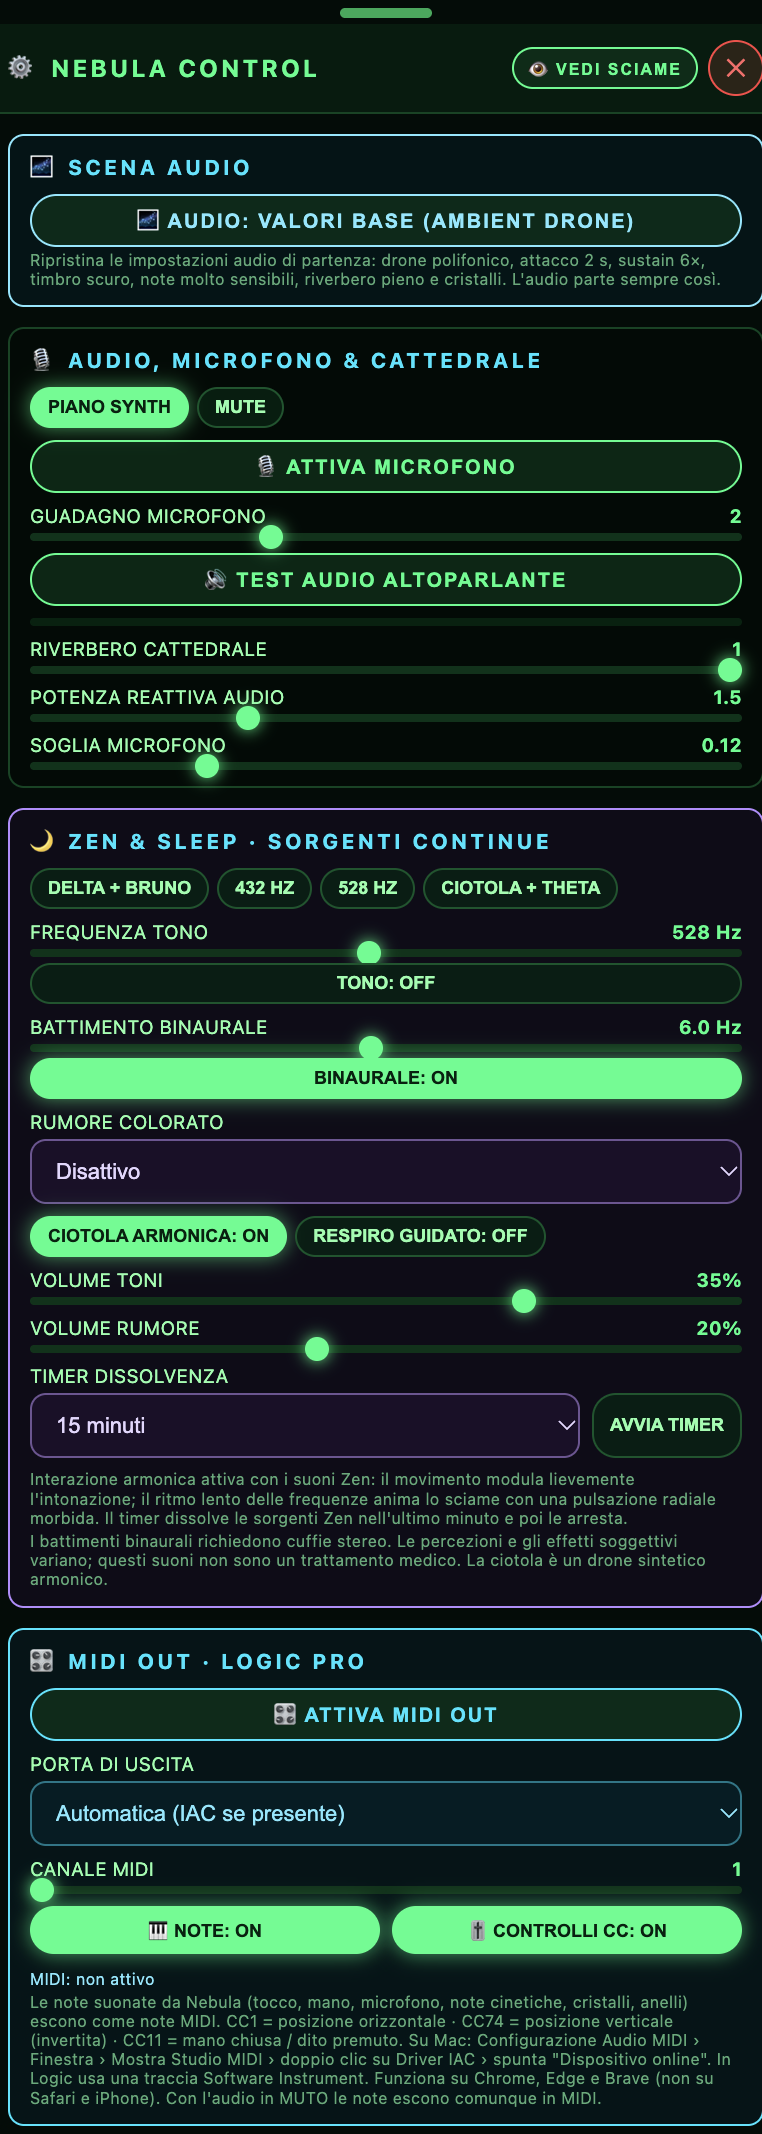 NEBULA CONTROL
VEDI SCIAME
SCENA AUDIO
AUDIO: VALORI BASE (AMBIENT DRONE)
Ripristina le impostazioni audio di partenza: drone polifonico, attacco 2 s, sustain 6×,
timbro scuro, note molto sensibili, riverbero pieno e cristalli. L'audio parte sempre così.
AUDIO, MICROFONO & CATTEDRALE
PIANO SYNTH MUTE
ATTIVA MICROFONO
GUADAGNO MICROFONO 2
TEST AUDIO ALTOPARLANTE
RIVERBERO CATTEDRALE 1
POTENZA REATTIVA AUDIO 1.5
SOGLIA MICROFONO 0.12
ZEN & SLEEP · SORGENTI CONTINUE
DELTA + BRUNO 432 HZ 528 HZ CIOTOLA + THETA
FREQUENZA TONO 528 Hz
TONO: OFF
BATTIMENTO BINAURALE 6.0 Hz
BINAURALE: ON
RUMORE COLORATO
Disattivo
CIOTOLA ARMONICA: ON RESPIRO GUIDATO: OFF
VOLUME TONI 35%
VOLUME RUMORE 20%
TIMER DISSOLVENZA
15 minuti AVVIA TIMER
Interazione armonica attiva con i suoni Zen: il movimento modula lievemente
l'intonazione; il ritmo lento delle frequenze anima lo sciame con una pulsazione radiale
morbida. Il timer dissolve le sorgenti Zen nell'ultimo minuto e poi le arresta.
I battimenti binaurali richiedono cuffie stereo. Le percezioni e gli effetti soggettivi
variano; questi suoni non sono un trattamento medico. La ciotola è un drone sintetico
armonico.
MIDI OUT · LOGIC PRO
ATTIVA MIDI OUT
PORTA DI USCITA
Automatica (IAC se presente)
CANALE MIDI 1
NOTE: ON CONTROLLI CC: ON
MIDI: non attivo
Le note suonate da Nebula (tocco, mano, microfono, note cinetiche, cristalli, anelli)
escono come note MIDI. CC1 = posizione orizzontale · CC74 = posizione verticale
(invertita) · CC11 = mano chiusa / dito premuto. Su Mac: Configurazione Audio MIDI ›
Finestra › Mostra Studio MIDI › doppio clic su Driver IAC › spunta "Dispositivo online". In
Logic usa una traccia Software Instrument. Funziona su Chrome, Edge e Brave (non su
Safari e iPhone). Con l'audio in MUTO le note escono comunque in MIDI.